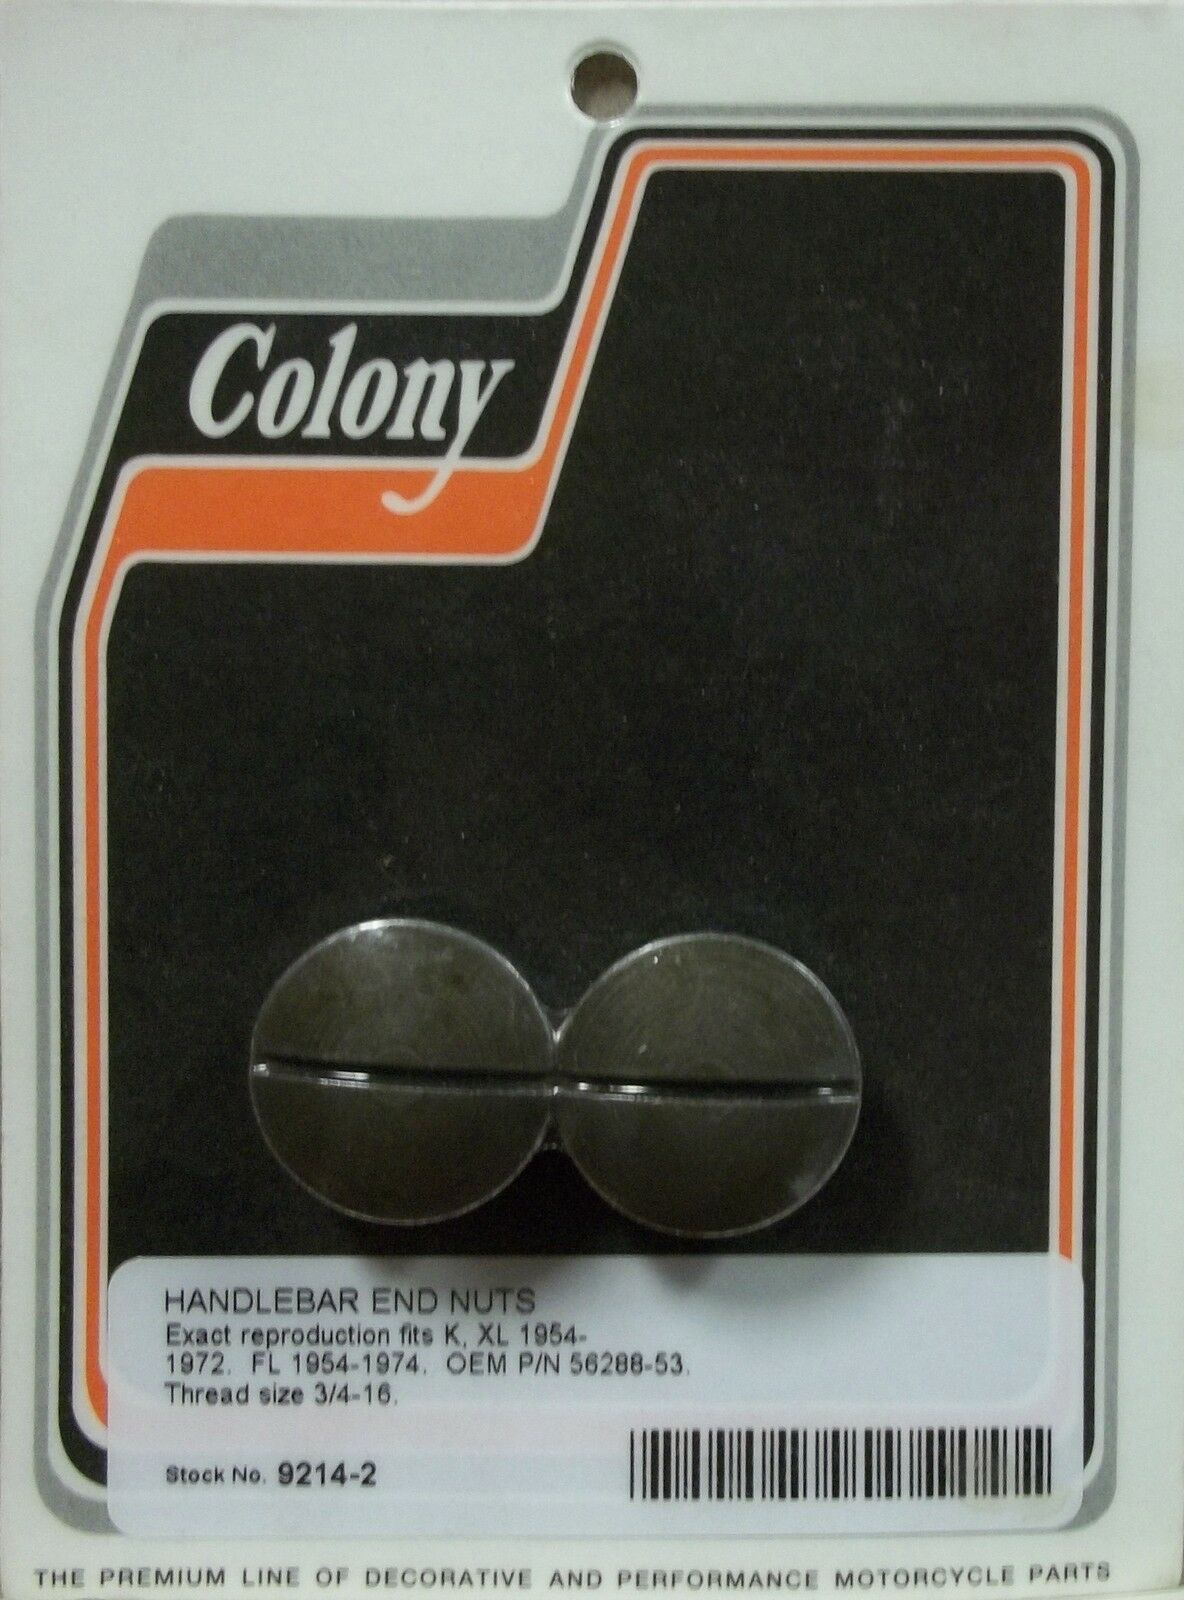 Colony
HANDLEBAR END NUTS
Exact reproduction fits K, XL 1954-
1972. FL 1954-1974. OEM P/N 56288-53.
Thread size 3/4-16.
Stock No. 9214-2
THE PREMIUM LINE OF DECORATIVE AND PERFORMANCE MOTORCYCLE PARTS